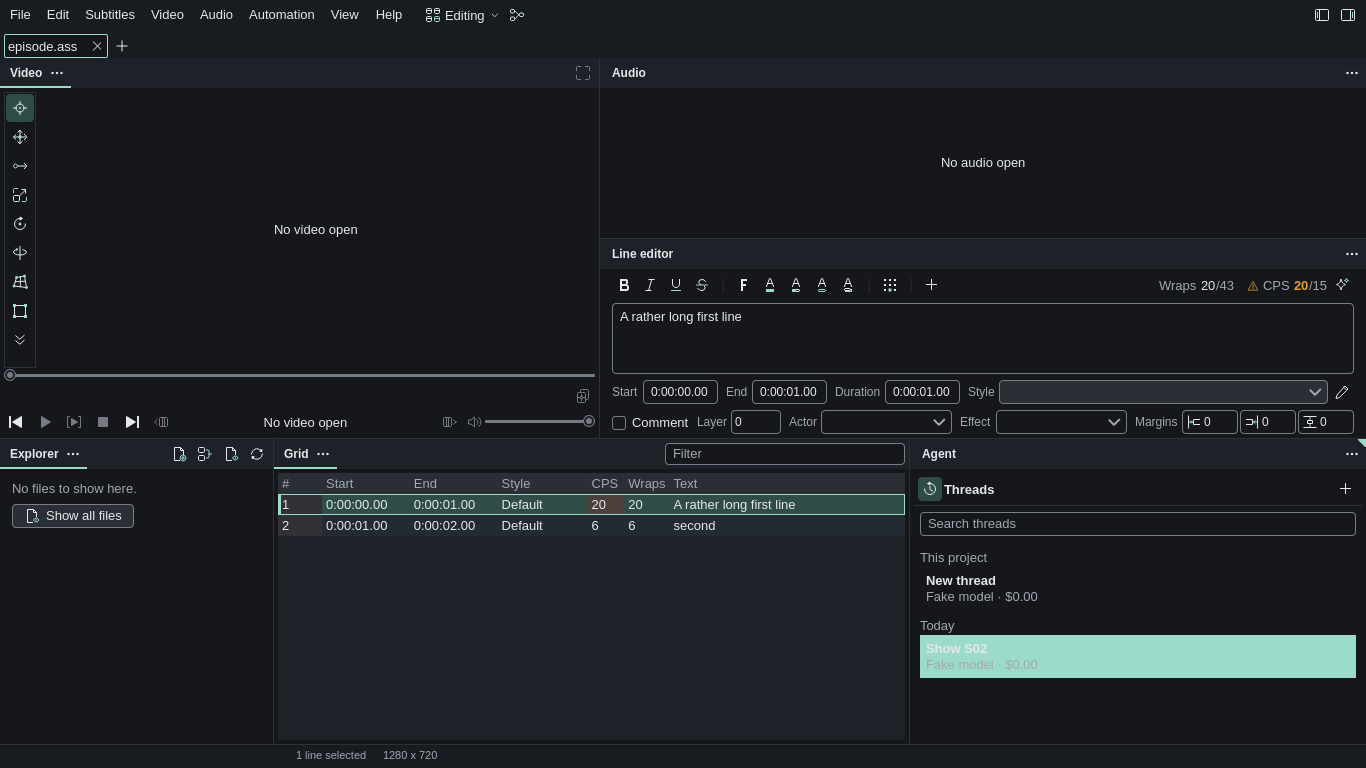 File Edit Subtitles Video Audio Automation View Help Editing
episode.ass
Video
Audio
No audio open
No video open
Line editor
B I U S F A A A A Wraps 20/43 CPS 20/15
A rather long first line
Start 0:00:00.00 End 0:00:01.00 Duration 0:00:01.00 Style
No video open
Comment Layer 0 Actor Effect Margins 0 0 0
Explorer
No files to show here.
Show all files
Grid Filter
# Start End Style CPS Wraps Text
1 0:00:00.00 0:00:01.00 Default 20 20 A rather long first line
2 0:00:01.00 0:00:02.00 Default 6 6 second
Agent
Threads
Search threads
This project
New thread
Fake model · $0.00
Today
Show S02
Fake model · $0.00
1 line selected 1280 x 720